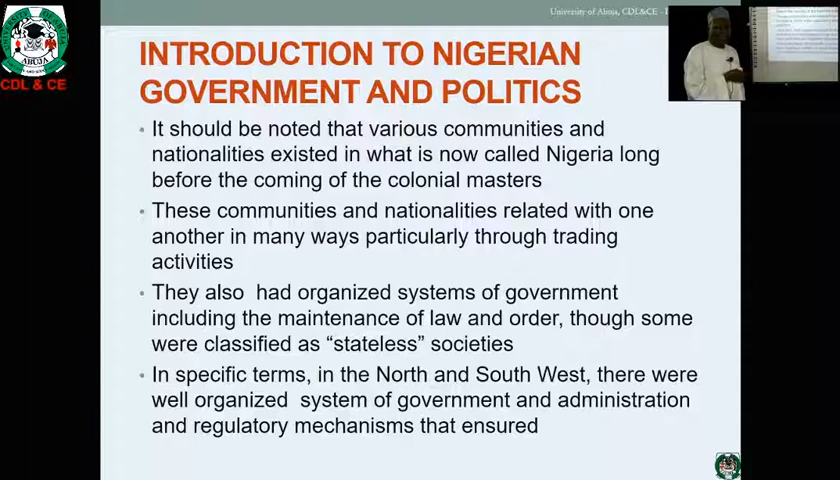 University of Abuja, CDL&CE -
ABUJA
CDL & CE
INTRODUCTION TO NIGERIAN
GOVERNMENT AND POLITICS
• It should be noted that various communities and
nationalities existed in what is now called Nigeria long
before the coming of the colonial masters
• These communities and nationalities related with one
another in many ways particularly through trading
activities
• They also had organized systems of government
including the maintenance of law and order, though some
were classified as “stateless” societies
• In specific terms, in the North and South West, there were
well organized system of government and administration
and regulatory mechanisms that ensured